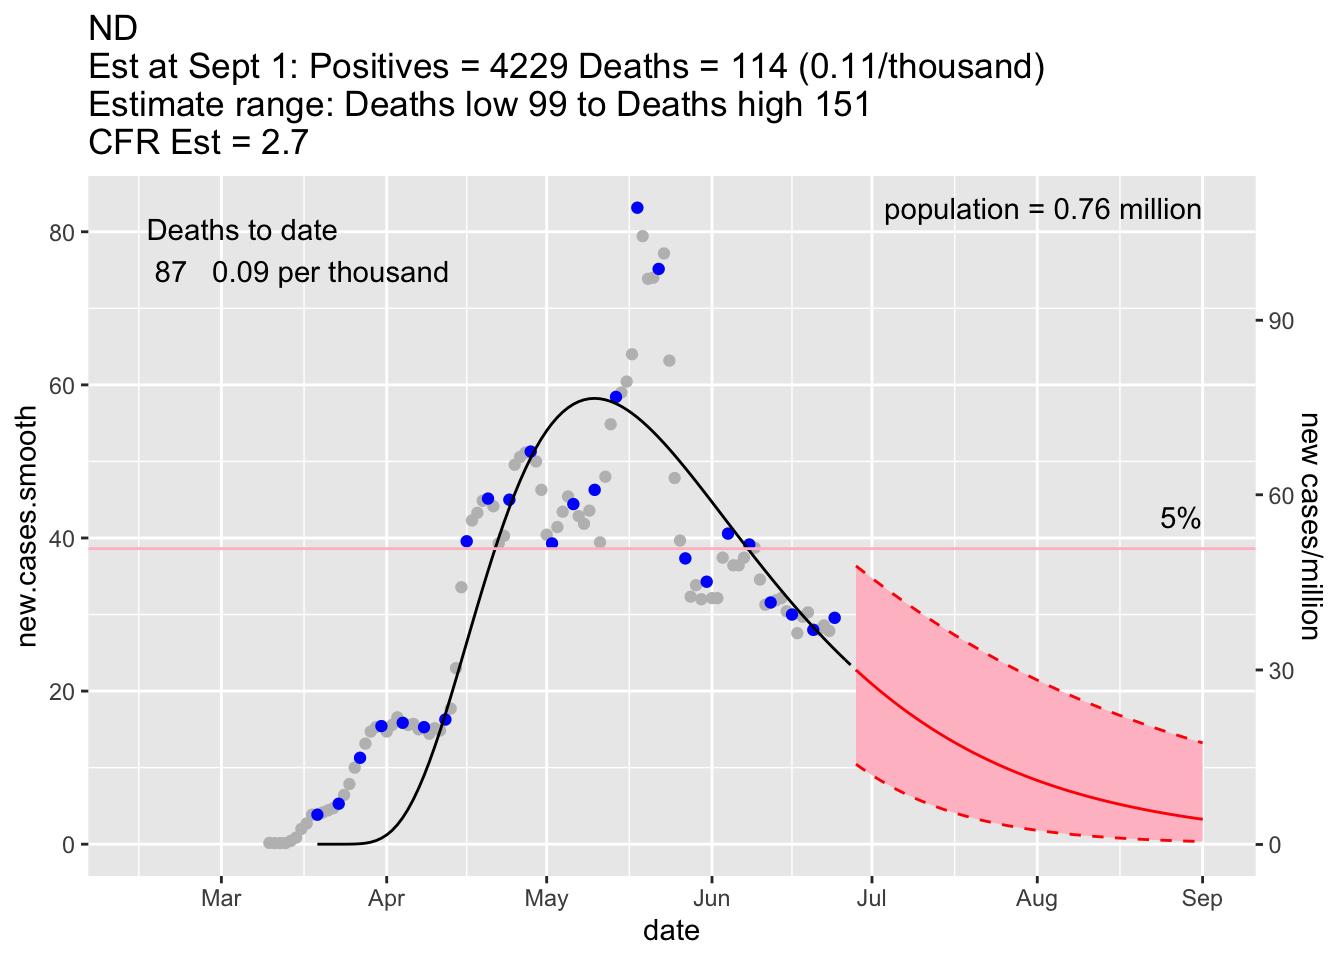 ND
Est at Sept 1: Positives = 4229 Deaths = 114 (0.11/thousand)
Estimate range: Deaths low 99 to Deaths high 151
CFR Est = 2.7
Deaths to date
87 0.09 per thousand
population = 0.76 million
5%
80
60
40
20
0
new.cases.smooth
90
60
30
0
new cases/million
Mar Apr May Jun Jul Aug Sep
date